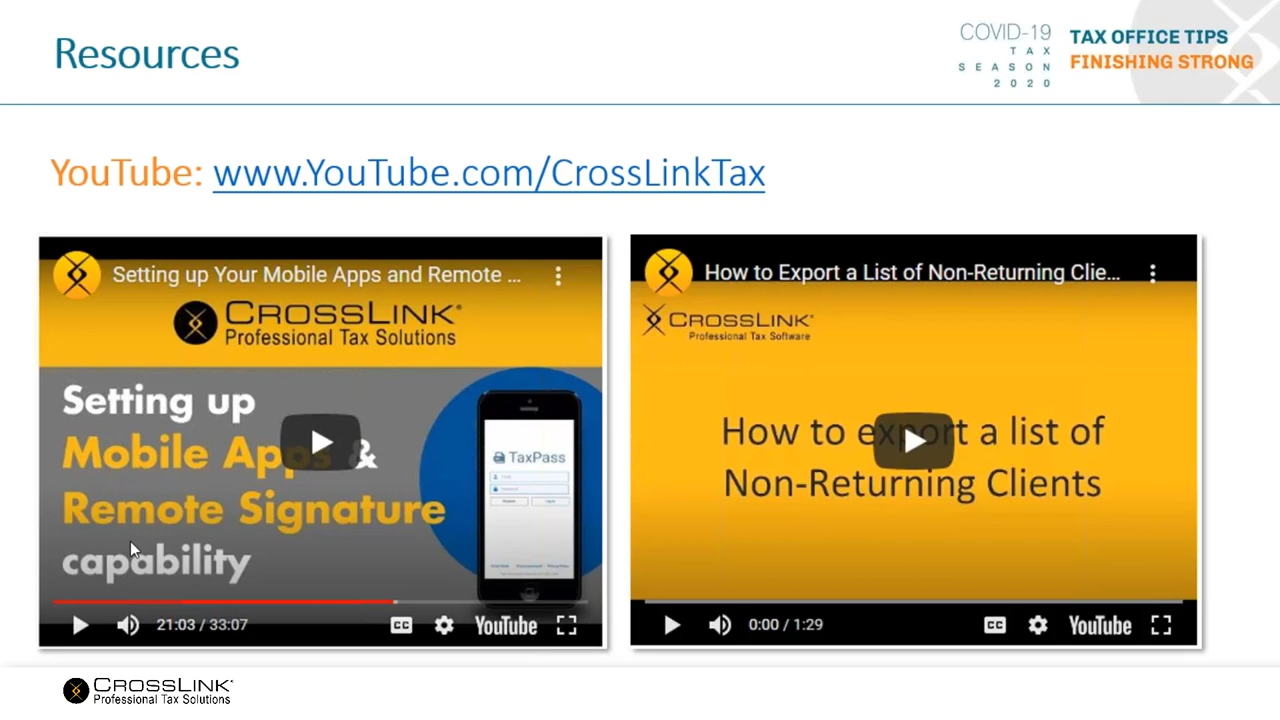 Resources
COVID-19
TAX
SEASON
2020
TAX OFFICE TIPS
FINISHING STRONG
YouTube: www.YouTube.com/CrossLinkTax
Setting up Your Mobile Apps and Remote ...
CROSSLINK®
Professional Tax Solutions
Setting up
Mobile Apps &
Remote Signature
capability
TaxPass
21:03 / 33:07
CC
YouTube
How to Export a List of Non-Returning Clie...
CROSSLINK®
Professional Tax Software
How to export a list of
Non-Returning Clients
0:00 / 1:29
CC
YouTube
CROSSLINK®
Professional Tax Solutions